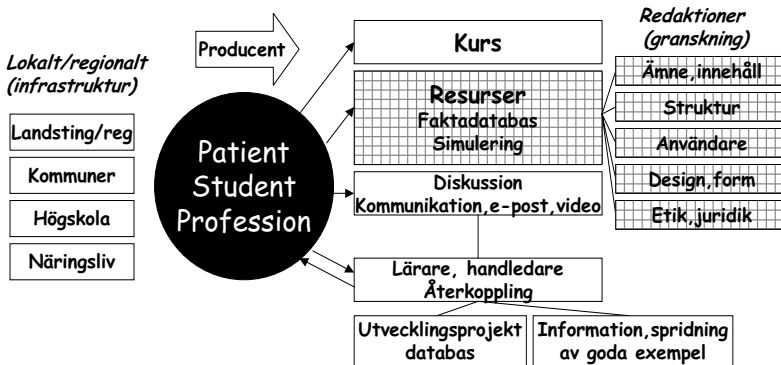 Lokalt/regionalt
(infrastruktur)
Landsting/reg
Kommuner
Högskola
Näringsliv
Producent
Patient
Student
Profession
Kurs
Resurser
Faktadatabas
Simulering
Diskussion
Kommunikation,e-post,video
Lärare, handledare
Återkoppling
Utvecklingsprojekt
databas
Information,spridning
av goda exempel
Redaktioner
(granskning)
Ämne,innehåll
Struktur
Användare
Design,form
Etik,juridik